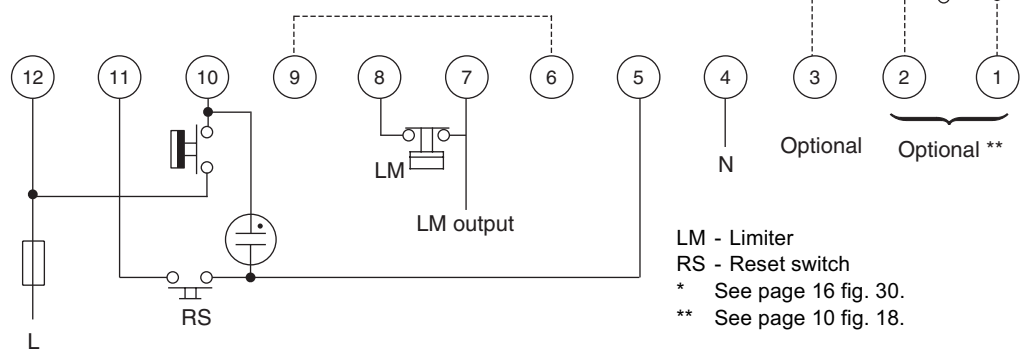 12 11 10 9 8 7 6 5 4 3 2 1
LM
N
Optional
Optional **
LM output
LM - Limiter
RS - Reset switch
* See page 16 fig. 30.
** See page 10 fig. 18.
RS
L